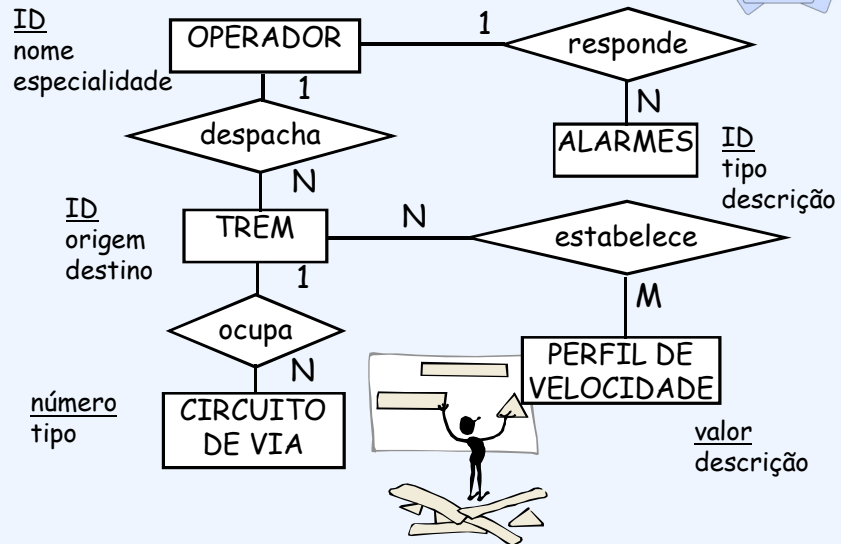 ID
nome
especialidade
OPERADOR
1
responde
1
N
despacha
ALARMES
ID
tipo
descrição
N
ID
origem
destino
TREM
N
estabelece
1
M
ocupa
N
PERFIL DE
VELOCIDADE
número
tipo
CIRCUITO
DE VIA
valor
descrição